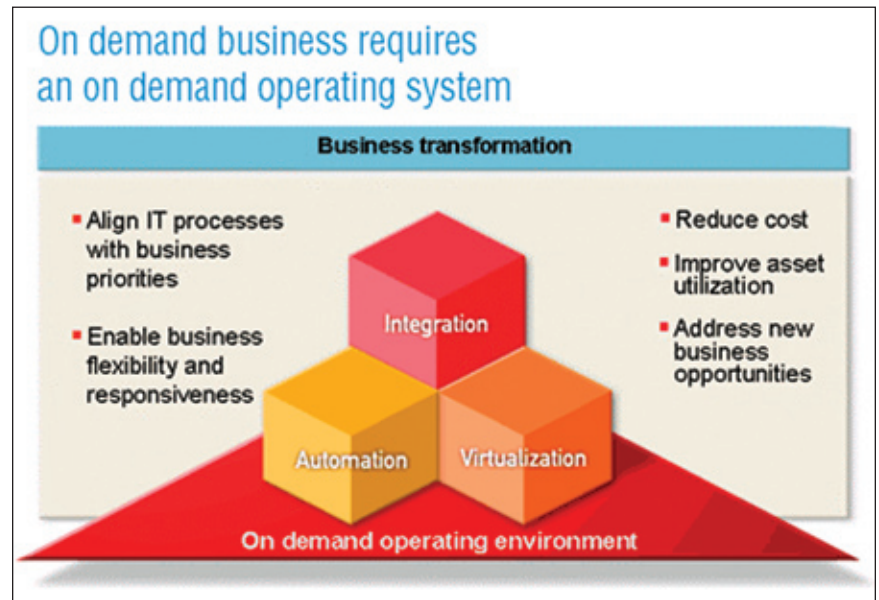 On demand business requires
an on demand operating system
Business transformation
▪ Align IT processes
with business
priorities
▪ Enable business
flexibility and
responsiveness
▪ Reduce cost
▪ Improve asset
utilization
▪ Address new
business
opportunities
Integration
Automation
Virtualization
On demand operating environment